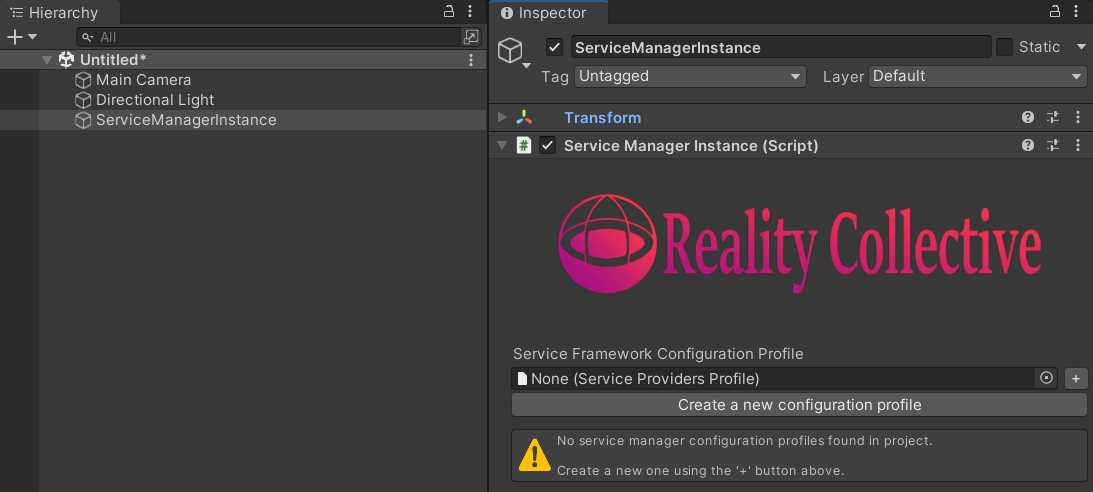 Hierarchy
All
Untitled*
Main Camera
Directional Light
ServiceManagerInstance
Inspector
ServiceManagerInstance
Static
Tag Untagged Layer Default
Transform
# Service Manager Instance (Script)
Reality Collective
Service Framework Configuration Profile
None (Service Providers Profile)
Create a new configuration profile
No service manager configuration profiles found in project.
Create a new one using the '+' button above.